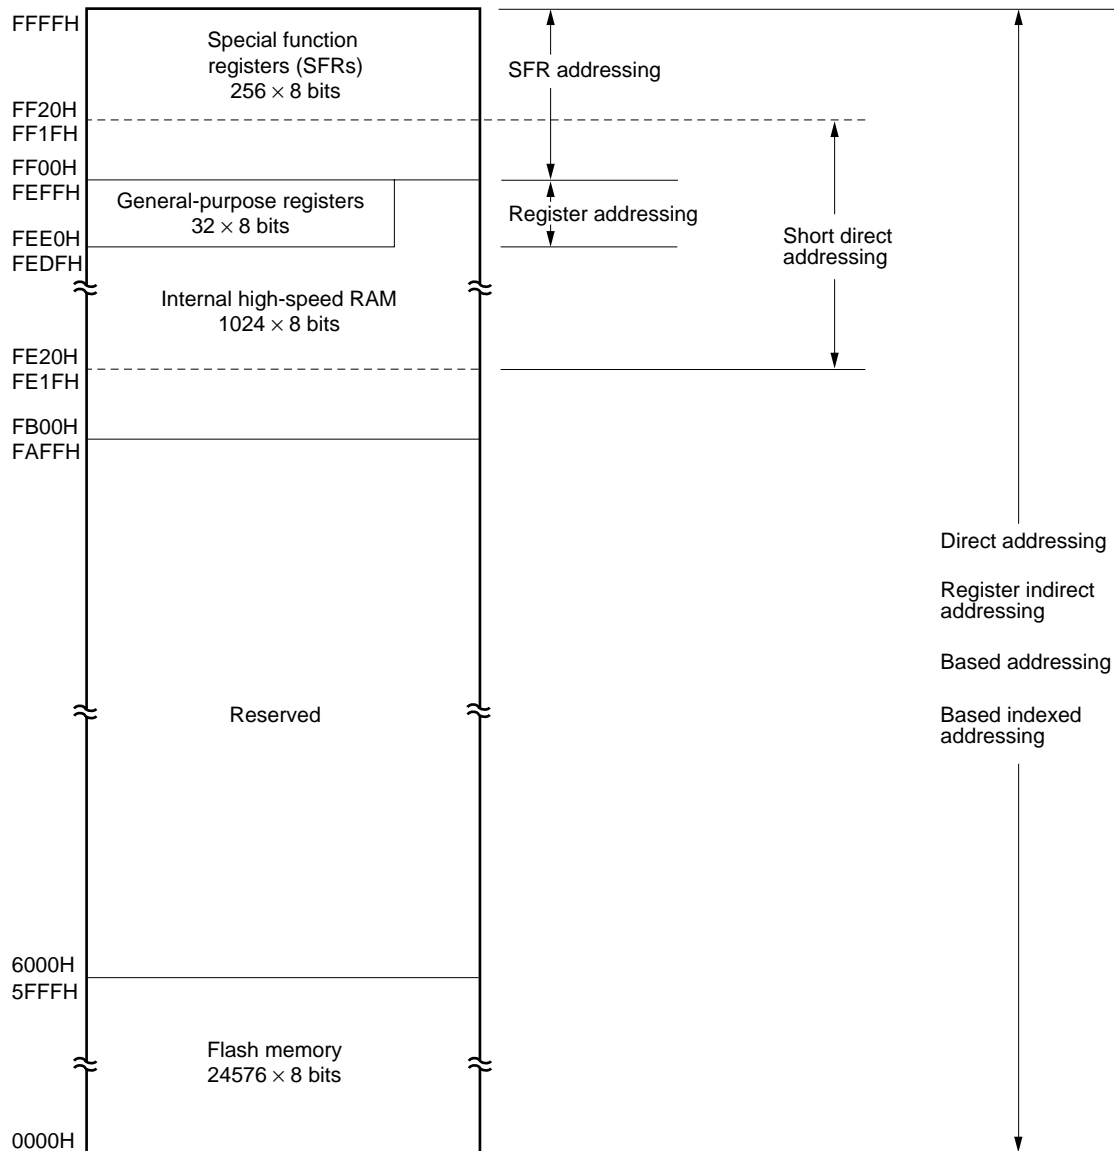 FFFFH
Special function
registers (SFRs)
256 × 8 bits
SFR addressing
FF20H
FF1FH
FF00H
FEFFH
General-purpose registers
32 × 8 bits
Register addressing
Short direct
addressing
FEE0H
FEDFH
Internal high-speed RAM
1024 × 8 bits
FE20H
FE1FH
FB00H
FAFFH
Direct addressing
Register indirect
addressing
Based addressing
Reserved
Based indexed
addressing
6000H
5FFFH
Flash memory
24576 × 8 bits
0000H